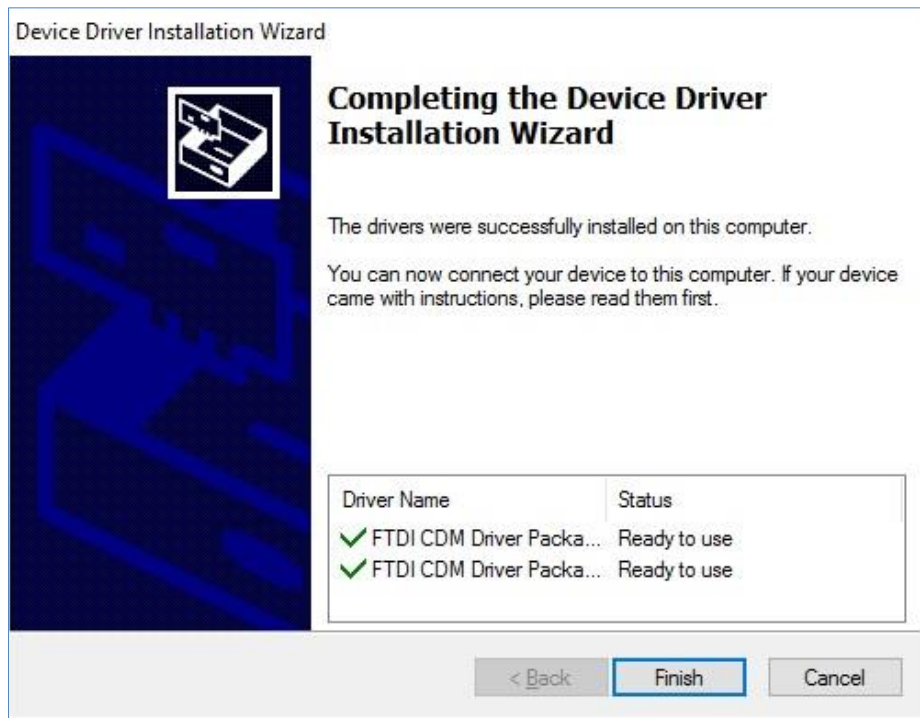 Device Driver Installation Wizard
Completing the Device Driver
Installation Wizard
The drivers were successfully installed on this computer.
You can now connect your device to this computer. If your device
came with instructions, please read them first.
Driver Name Status
FTDI CDM Driver Packa... Ready to use
FTDI CDM Driver Packa... Ready to use
< Back Finish Cancel